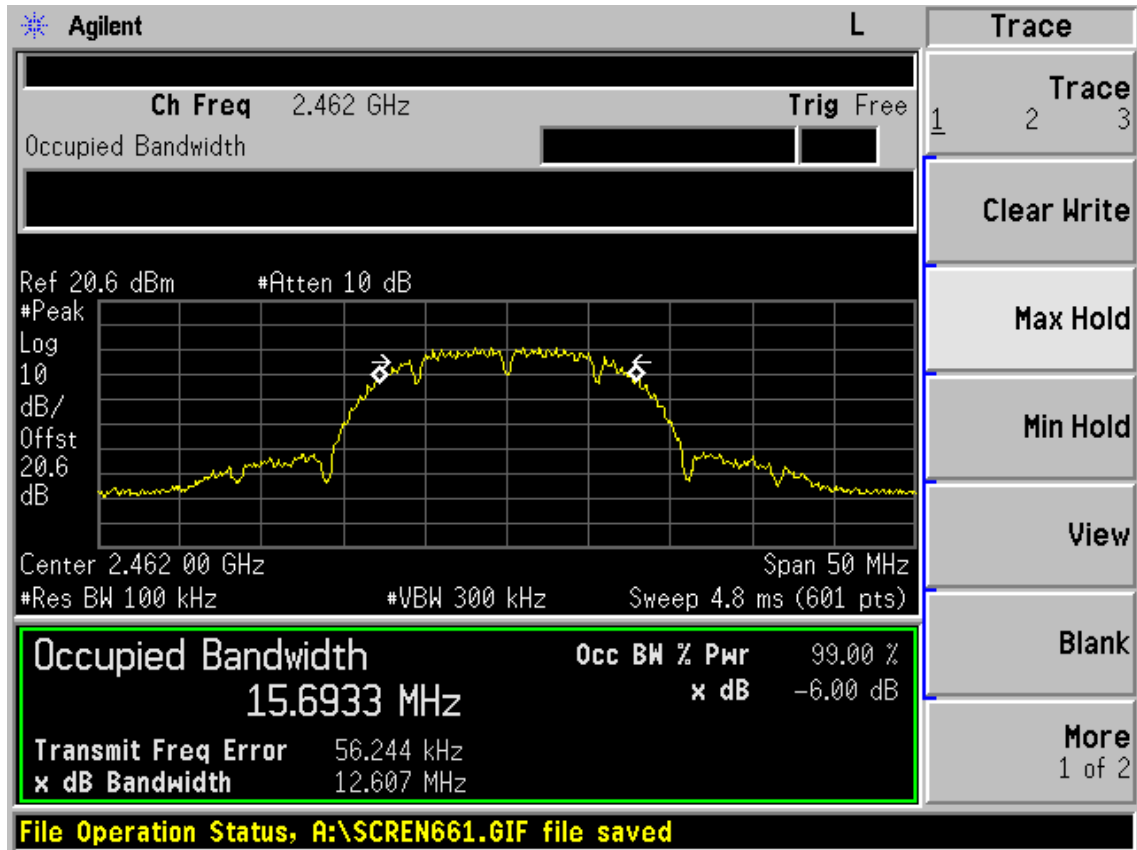 Agilent L Trace
Ch Freq 2.462 GHz Trig Free
Occupied Bandwidth
Trace
1 2 3
Clear Write
Max Hold
Min Hold
View
Blank
More
1 of 2
Ref 20.6 dBm #Atten 10 dB
#Peak
Log
10
dB/
Offst
20.6
dB
Center 2.462 00 GHz Span 50 MHz
#Res BW 100 kHz #VBW 300 kHz Sweep 4.8 ms (601 pts)
Occupied Bandwidth Occ BW % Pwr 99.00 %
15.6933 MHz x dB -6.00 dB
Transmit Freq Error 56.244 kHz
x dB Bandwidth 12.607 MHz
File Operation Status, A:\SCREN661.GIF file saved